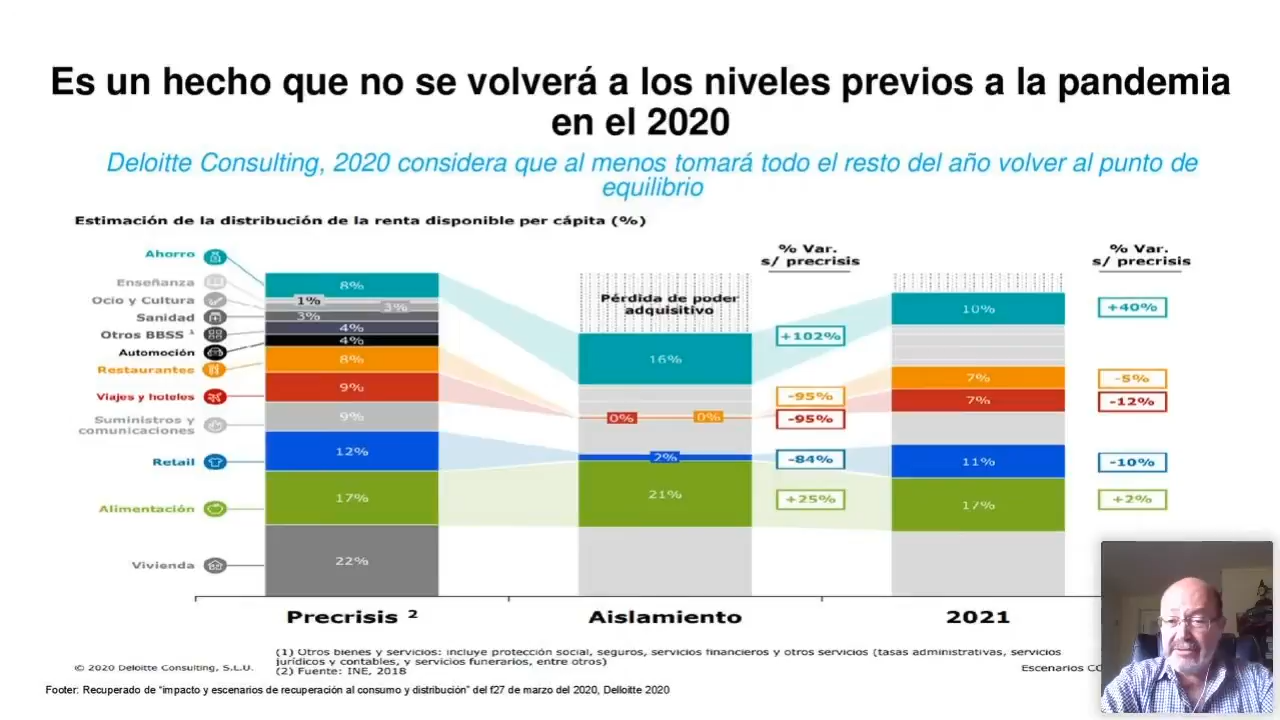 Es un hecho que no se volverá a los niveles previos a la pandemia
en el 2020
Deloitte Consulting, 2020 considera que al menos tomará todo el resto del año volver al punto de
equilibrio
Estimación de la distribución de la renta disponible per cápita (%)
% Var.
s/ precrisis
% Var.
s/ precrisis
Ahorro
Enseñanza
Ocio y Cultura
Sanidad
Otros BBSS ¹
Automoción
Restaurantes
Viajes y hoteles
Suministros y
comunicaciones
Retail
Alimentación
Vivienda
8%
1%
3%
3%
4%
4%
8%
9%
9%
12%
17%
22%
Pérdida de poder
adquisitivo
16%
0%
0%
2%
21%
+102%
-95%
-95%
-84%
+25%
10%
7%
7%
11%
17%
+40%
-5%
-12%
-10%
+2%
Precrisis ²
Aislamiento
2021
(1) Otros bienes y servicios: incluye protección social, seguros, servicios financieros y otros servicios (tasas administrativas, servicios
jurídicos y contables, y servicios funerarios, entre otros)
(2) Fuente: INE, 2018
© 2020 Deloitte Consulting, S.L.U.
Escenarios
Footer: Recuperado de “impacto y escenarios de recuperación al consumo y distribución” del f27 de marzo del 2020, Delloitte 2020